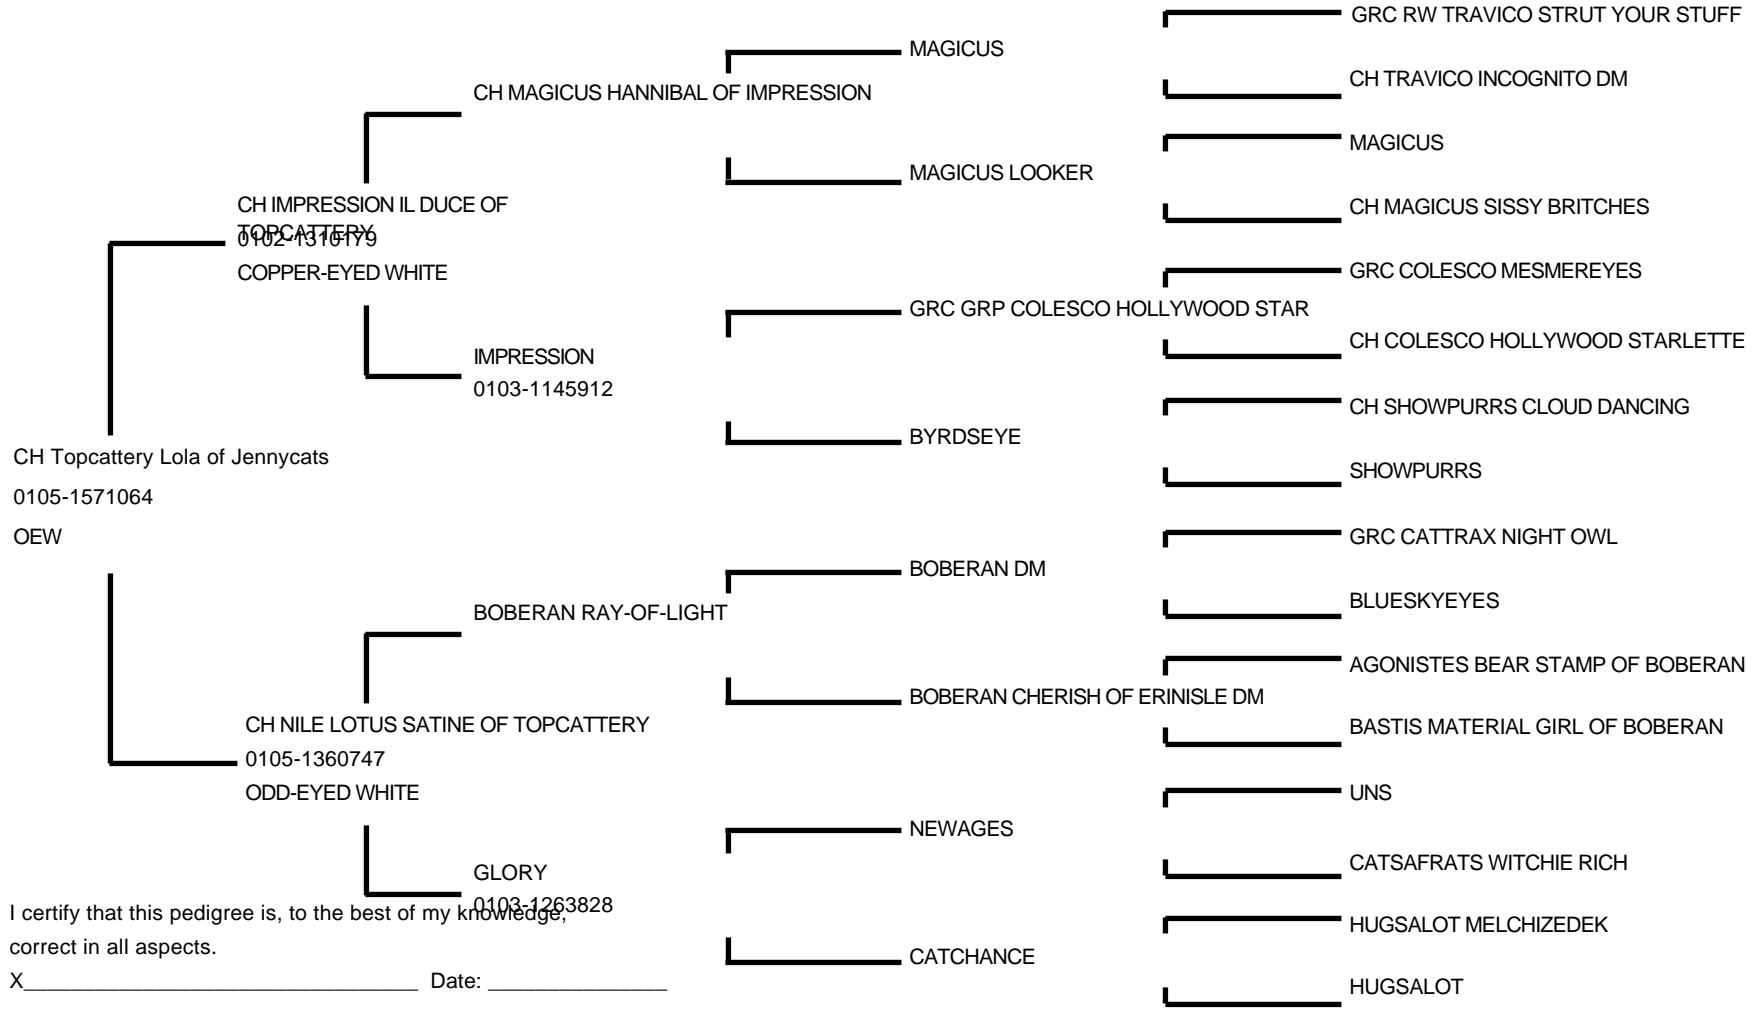 GRC RW TRAVICO STRUT YOUR STUFF
MAGICUS
CH TRAVICO INCOGNITO DM
CH MAGICUS HANNIBAL OF IMPRESSION
MAGICUS
MAGICUS LOOKER
CH MAGICUS SISSY BRITCHES
CH IMPRESSION IL DUCE OF
TOPCATTERY
0102-1310179
COPPER-EYED WHITE
GRC COLESCO MESMEREYES
GRC GRP COLESCO HOLLYWOOD STAR
CH COLESCO HOLLYWOOD STARLETTE
IMPRESSION
0103-1145912
CH SHOWPURRS CLOUD DANCING
BYRDSEYE
SHOWPURRS
CH Topcattery Lola of Jennycats
0105-1571064
OEW
GRC CATTRAX NIGHT OWL
BOBERAN DM
BLUESKYEYES
BOBERAN RAY-OF-LIGHT
AGONISTES BEAR STAMP OF BOBERAN
BOBERAN CHERISH OF ERINISLE DM
BASTIS MATERIAL GIRL OF BOBERAN
CH NILE LOTUS SATINE OF TOPCATTERY
0105-1360747
ODD-EYED WHITE
UNS
NEWAGES
CATSAFRATS WITCHIE RICH
GLORY
0103-1263828
HUGSALOT MELCHIZEDEK
CATCHANCE
HUGSALOT
I certify that this pedigree is, to the best of my knowledge,
correct in all aspects.
X_________________________________ Date: _______________